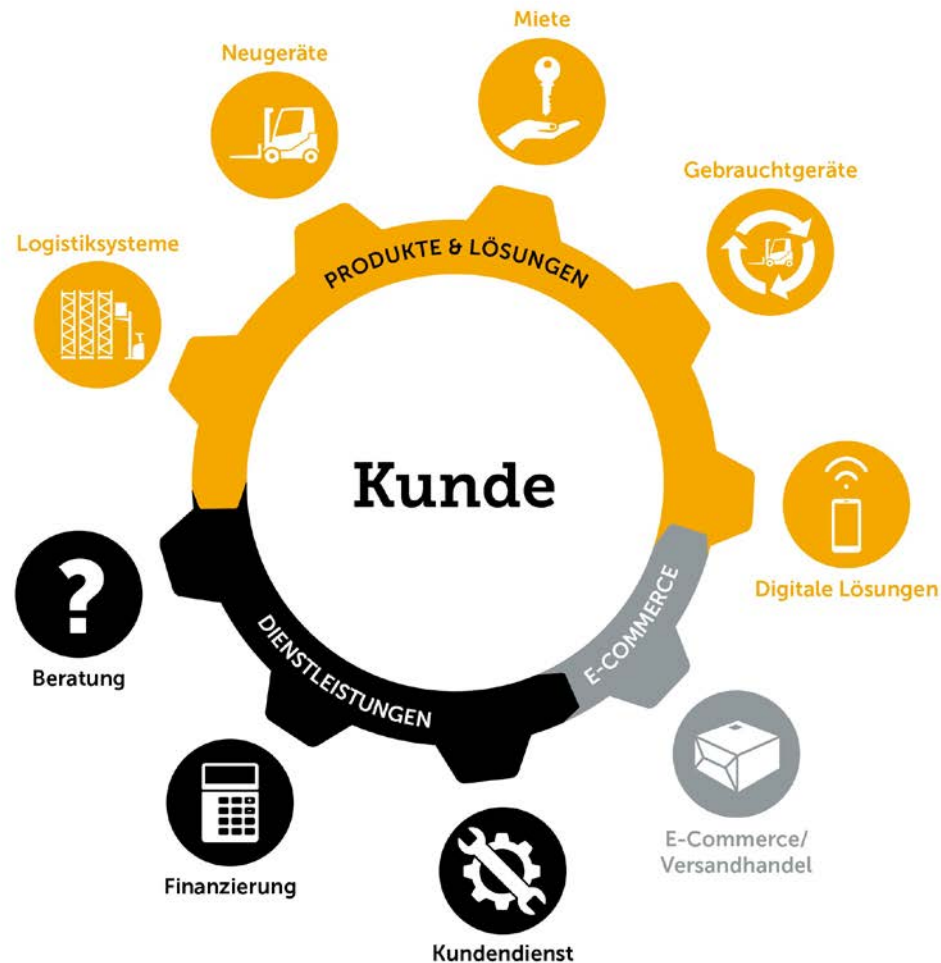 Miete
Neugeräte
Gebrauchtgeräte
Logistiksysteme
PRODUKTE & LÖSUNGEN
Kunde
Digitale Lösungen
E-COMMERCE
DIENSTLEISTUNGEN
Beratung
E-Commerce/
Versandhandel
Finanzierung
Kundendienst